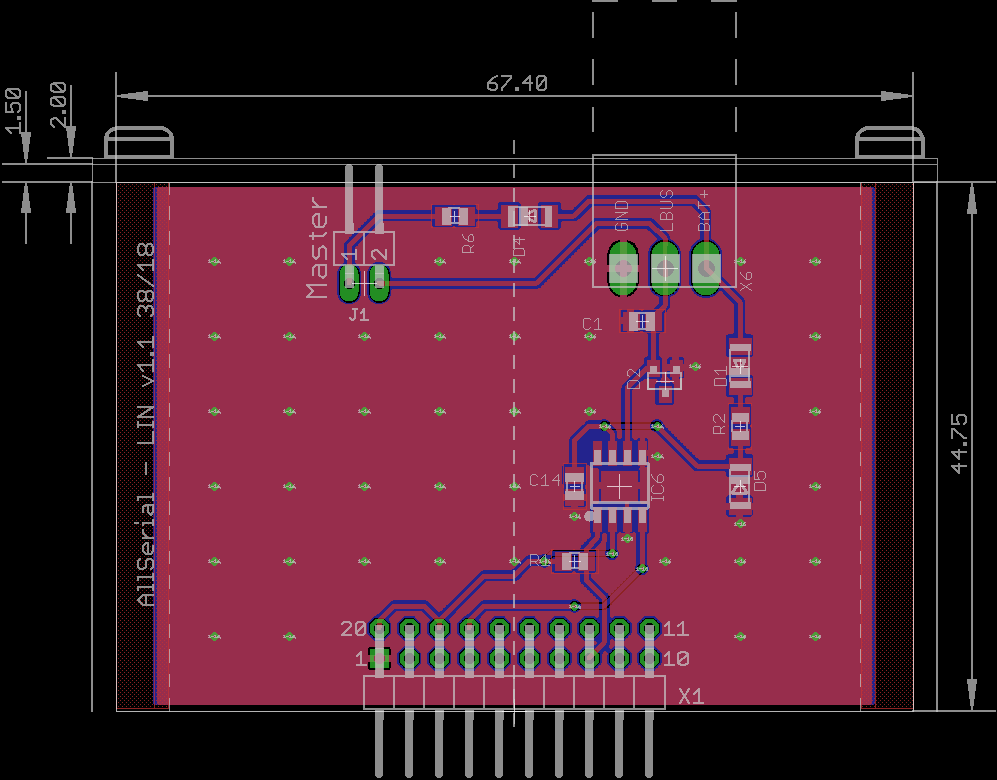 67.40
1.50
2.00
GND
LBUS
BAT+
Master
1
2
R6
D4
X6
J1
C1
AllSerial - LIN v1.1 38/18
D2
D1
R2
44.75
C14
IC6
D5
R1
20
11
1
10
X1